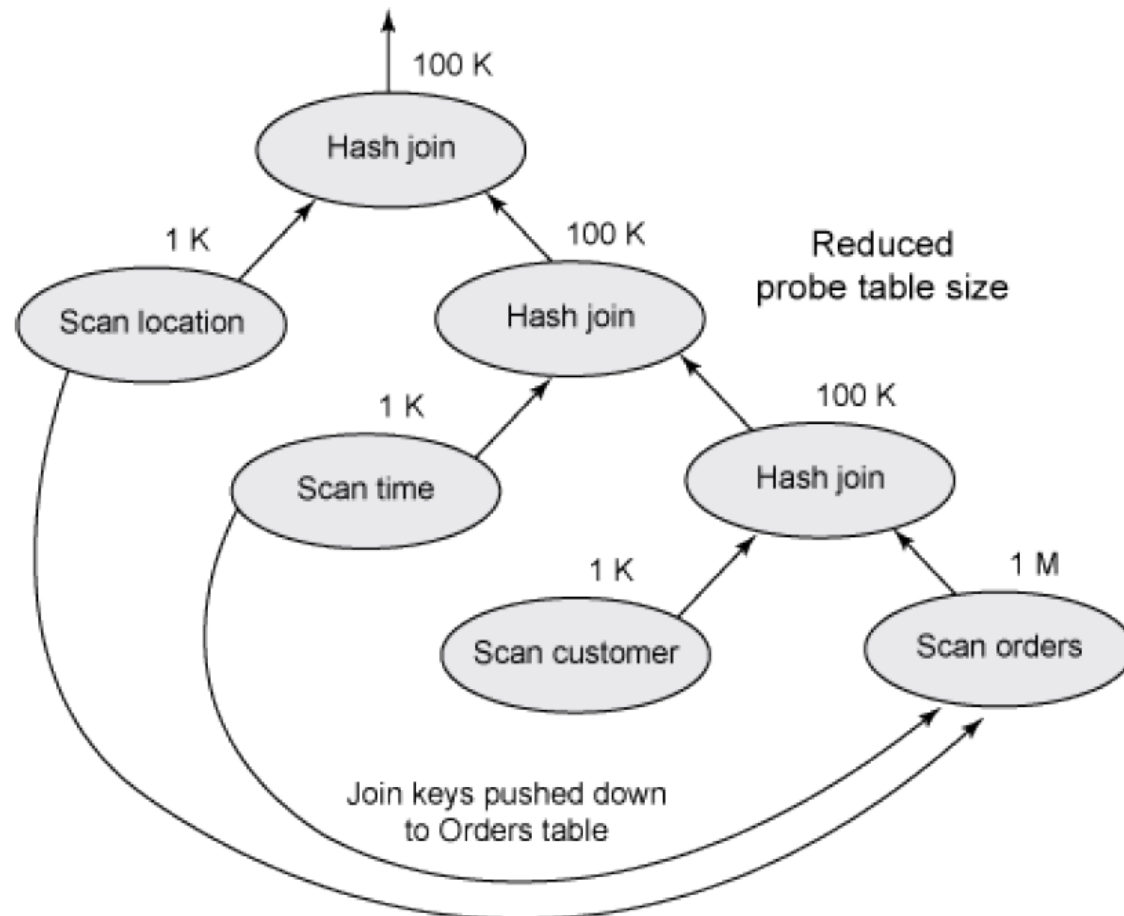 100 K
Hash join
1 K
100 K
Reduced
probe table size
Scan location
Hash join
1 K
100 K
Scan time
Hash join
1 K
1 M
Scan customer
Scan orders
Join keys pushed down
to Orders table